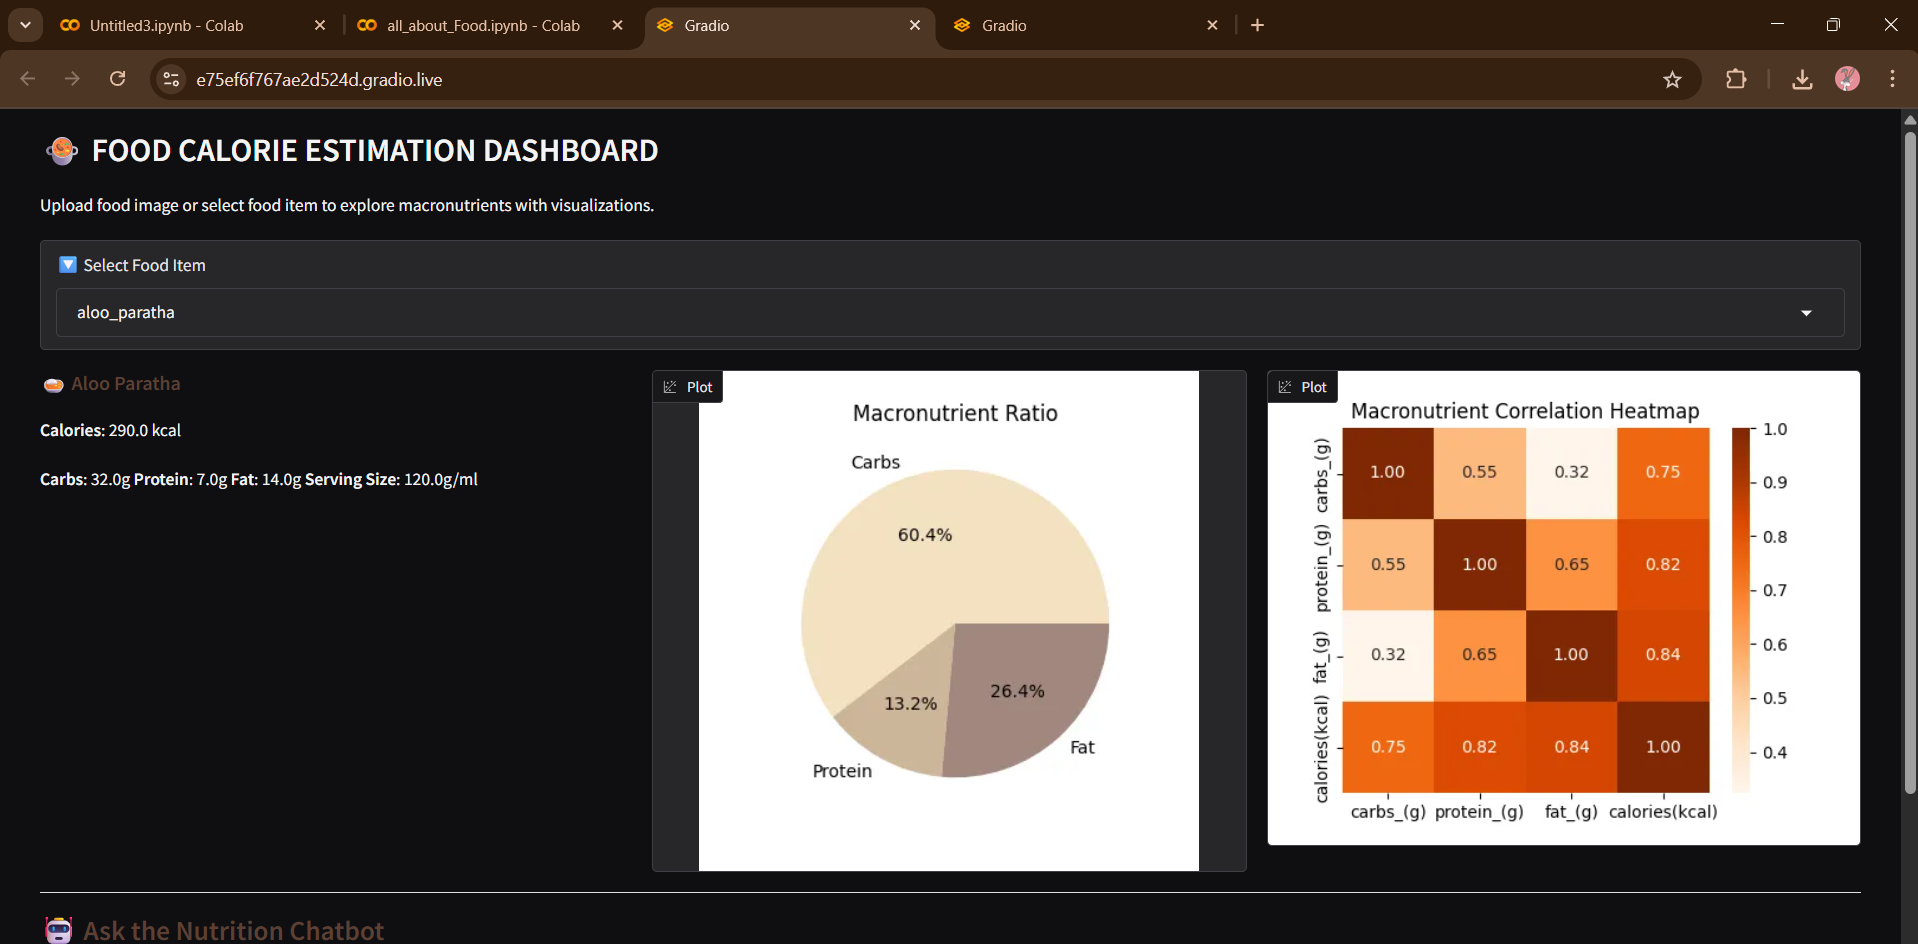 Untitled3.ipynb - Colab
all_about_Food.ipynb - Colab
Gradio
Gradio
e75ef6f767ae2d524d.gradio.live
FOOD CALORIE ESTIMATION DASHBOARD
Upload food image or select food item to explore macronutrients with visualizations.
Select Food Item
aloo_paratha
Aloo Paratha
Calories: 290.0 kcal
Carbs: 32.0g Protein: 7.0g Fat: 14.0g Serving Size: 120.0g/ml
Plot
Macronutrient Ratio
Carbs
60.4%
13.2%
26.4%
Fat
Protein
Plot
Macronutrient Correlation Heatmap
carbs_(g) 1.00 0.55 0.32 0.75
protein_(g) 0.55 1.00 0.65 0.82
fat_(g) 0.32 0.65 1.00 0.84
calories(kcal) 0.75 0.82 0.84 1.00
carbs_(g) protein_(g) fat_(g) calories(kcal)
1.0
0.9
0.8
0.7
0.6
0.5
0.4
Ask the Nutrition Chatbot